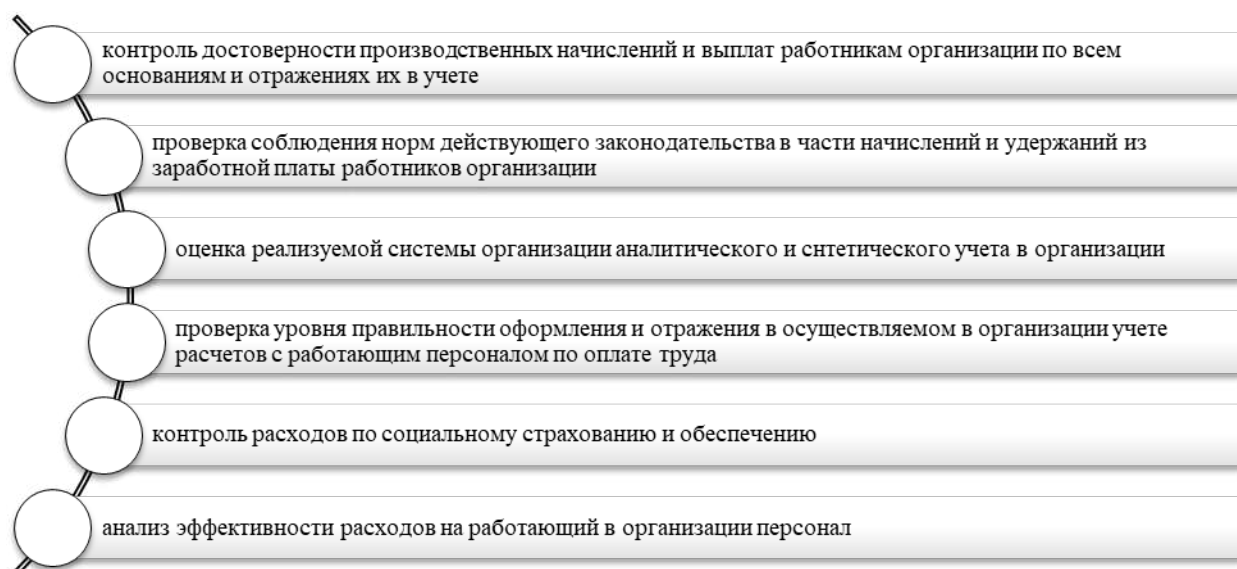 контроль достоверности производственных начислений и выплат работникам организации по всем
основаниям и отражениях их в учете
проверка соблюдения норм действующего законодательства в части начислений и удержаний из
заработной платы работников организации
оценка реализуемой системы организации аналитического и снтетического учета в организации
проверка уровня правильности оформления и отражения в осуществляемом в организации учете
расчетов с работающим персоналом по оплате труда
контроль расходов по социальному страхованию и обеспечению
анализ эффективности расходов на работающий в организации персонал